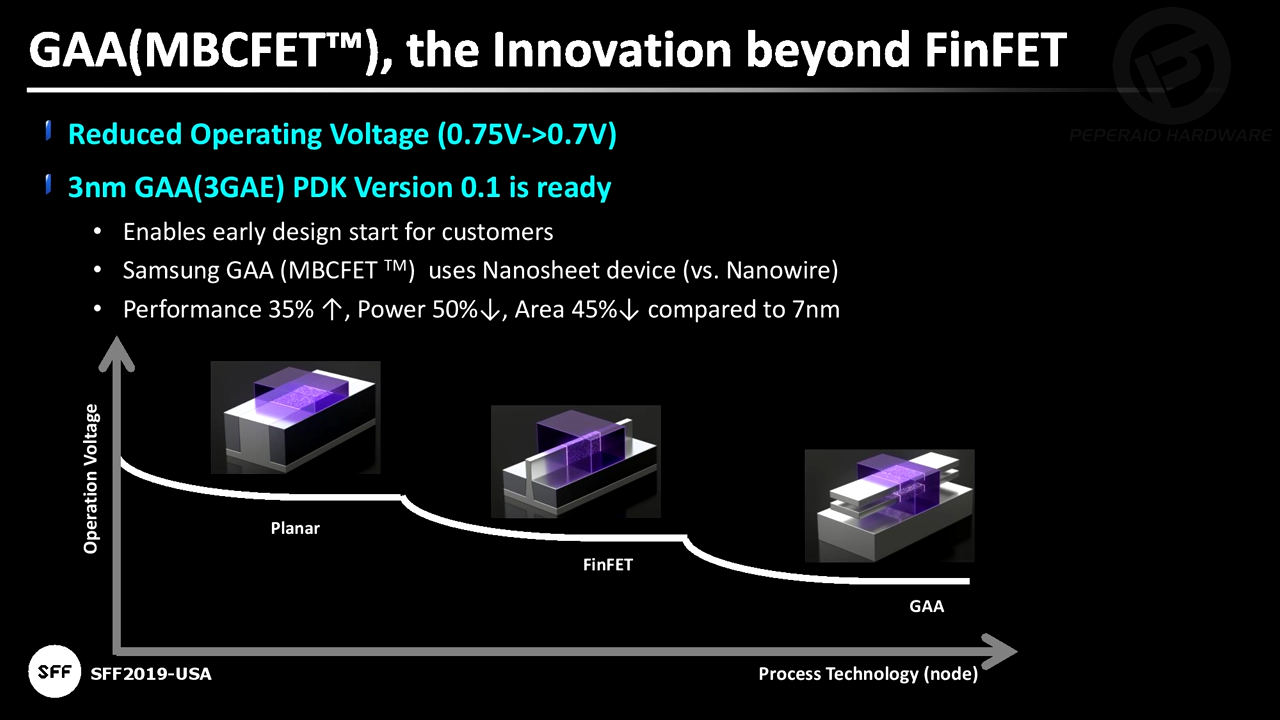 GAA(MBCFET™), the Innovation beyond FinFET
PEPERAIO HARDWARE
Reduced Operating Voltage (0.75V->0.7V)
3nm GAA(3GAE) PDK Version 0.1 is ready
• Enables early design start for customers
• Samsung GAA (MBCFET ™) uses Nanosheet device (vs. Nanowire)
• Performance 35% ↑, Power 50%↓, Area 45%↓ compared to 7nm
Operation Voltage
Planar
FinFET
GAA
SFF
SFF2019-USA
Process Technology (node)